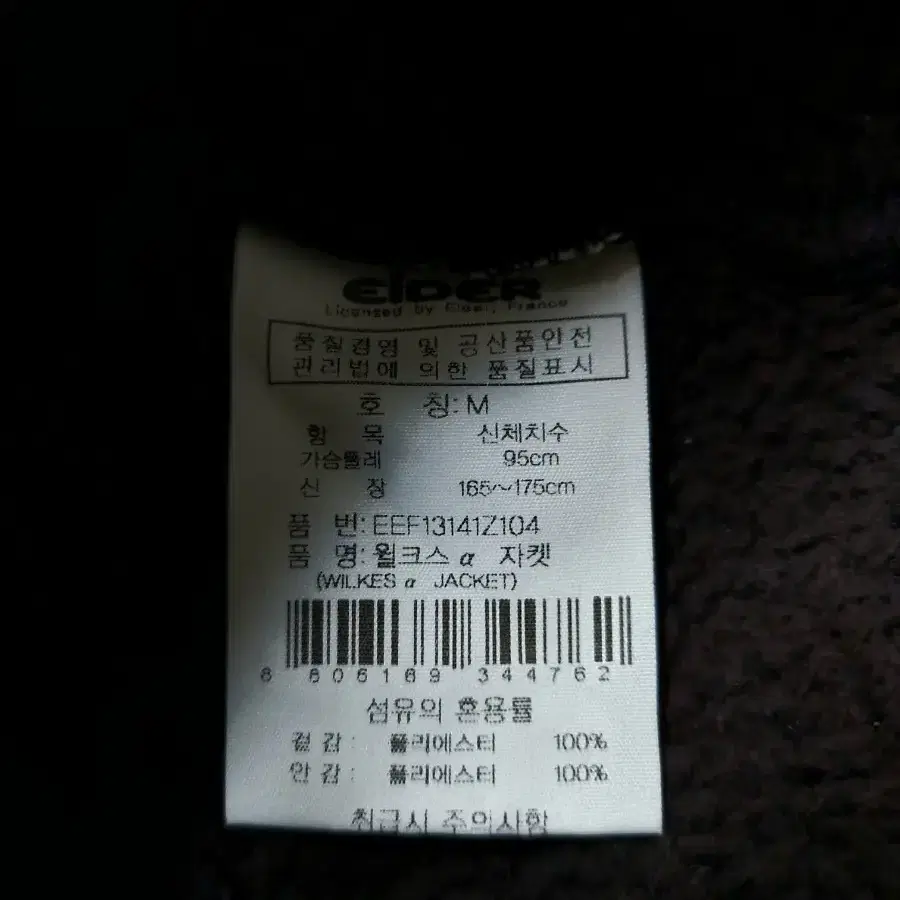 EIDER
Licensed by Eider, France
품질경영 및 공산품안전
관리법에 의한 품질표시
호 칭: M
항 목 신체치수
가슴둘레 95cm
신 장 165~175cm
품 번: EEF13141Z104
품 명: 윌크스 α 자켓
(WILKES α JACKET)
8 806169 344762
섬유의 혼용률
겉감: 폴리에스터 100%
안감: 폴리에스터 100%
취급시 주의사항